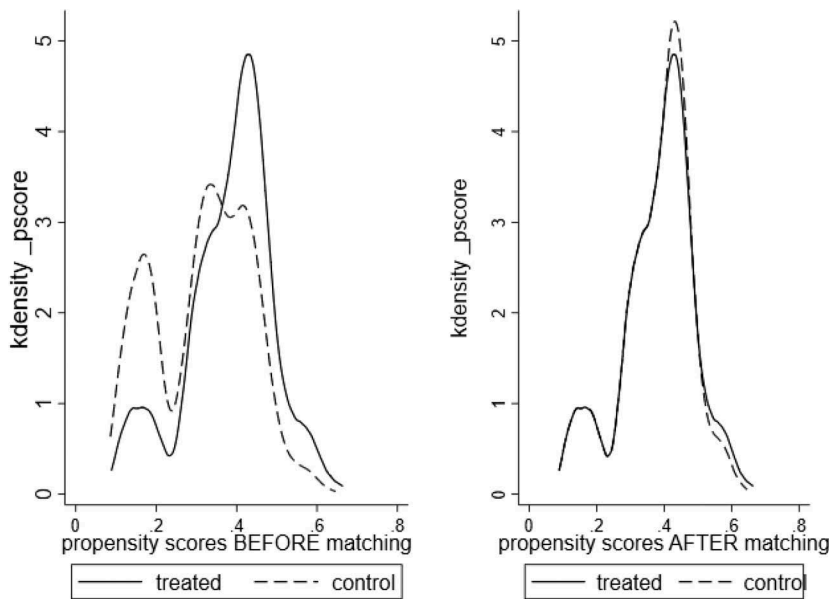 kdensity _pscore
5
4
3
2
1
0
0
.2
.4
.6
.8
propensity scores BEFORE matching
treated
control
kdensity _pscore
5
4
3
2
1
0
0
.2
.4
.6
.8
propensity scores AFTER matching
treated
control